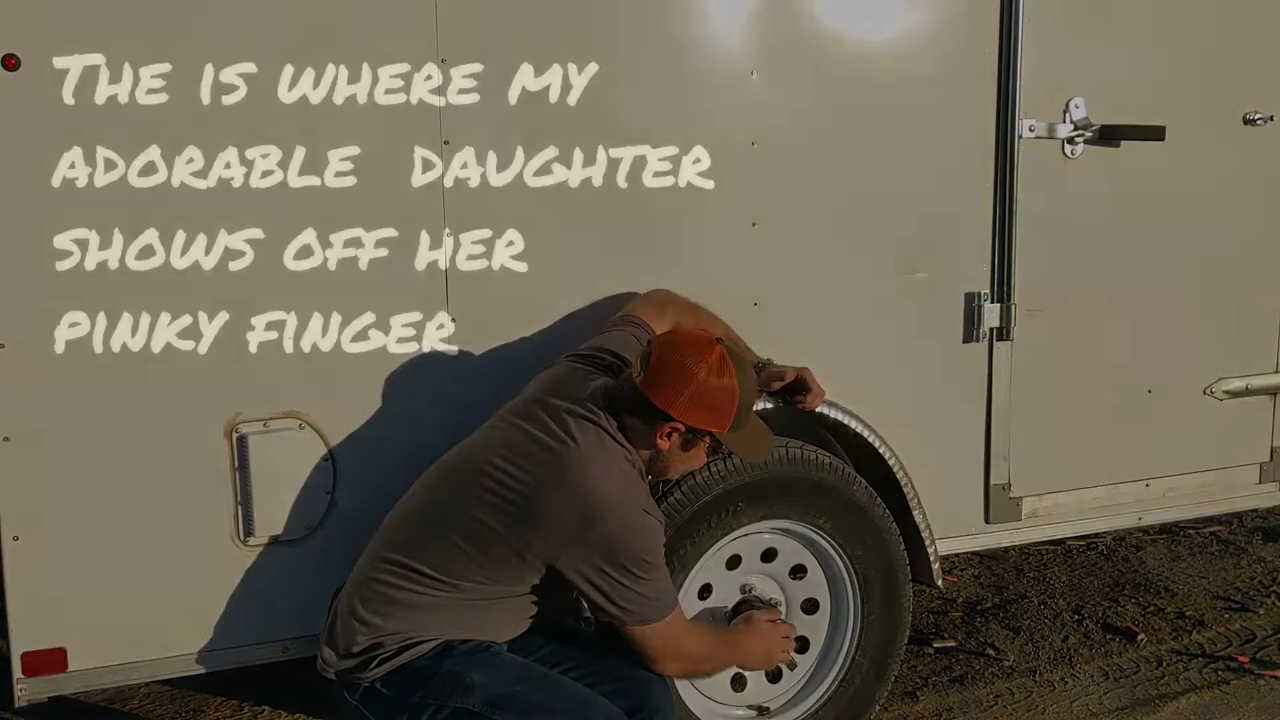 THE IS WHERE MY
ADORABLE DAUGHTER
SHOWS OFF HER
PINKY FINGER